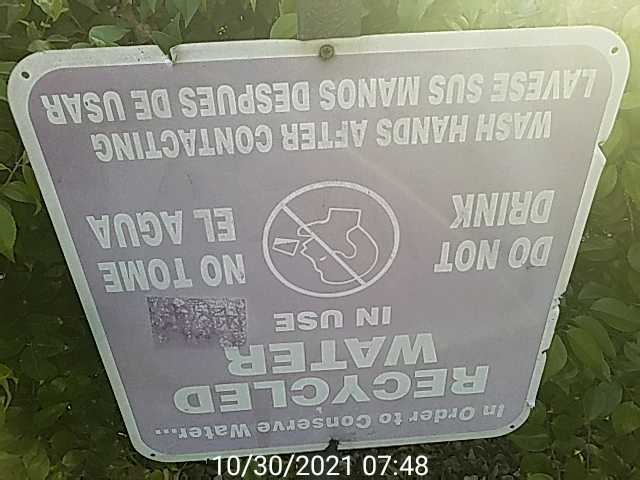 In Order to Conserve Water...
RECYCLED
WATER
IN USE
DO NOT
DRINK
NO TOME
EL AGUA
WASH HANDS AFTER CONTACTING
LAVESE SUS MANOS DESPUES DE USAR
10/30/2021 07:48